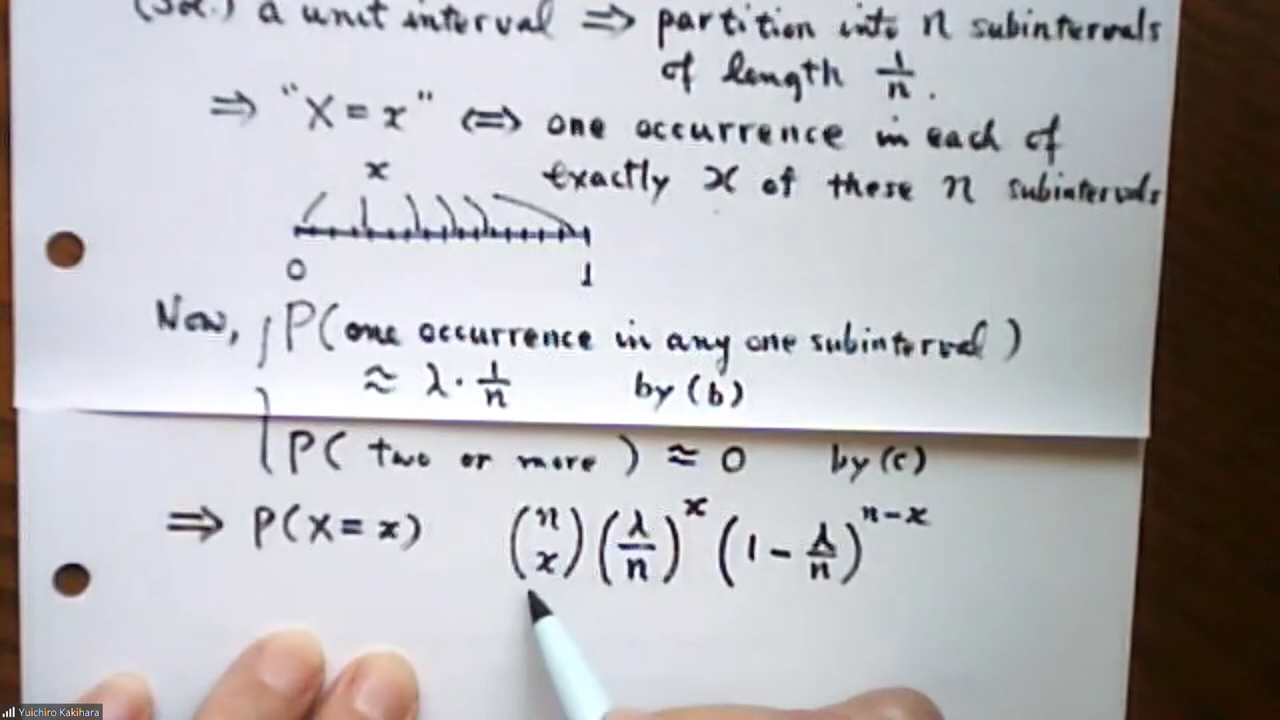 (Sol.) a unit interval ⇒ partition into n subintervals
of length 1/n.
⇒ "X = x" ⇔ one occurrence in each of
exactly x of these n subintervals
x
0 1
Now, { P(one occurrence in any one subinterval)
≈ λ · 1/n by (b)
P( two or more ) ≈ 0 by (c)
⇒ P(X = x) (n x) (λ/n)^x (1 - λ/n)^(n-x)
Yuichiro Kakihara